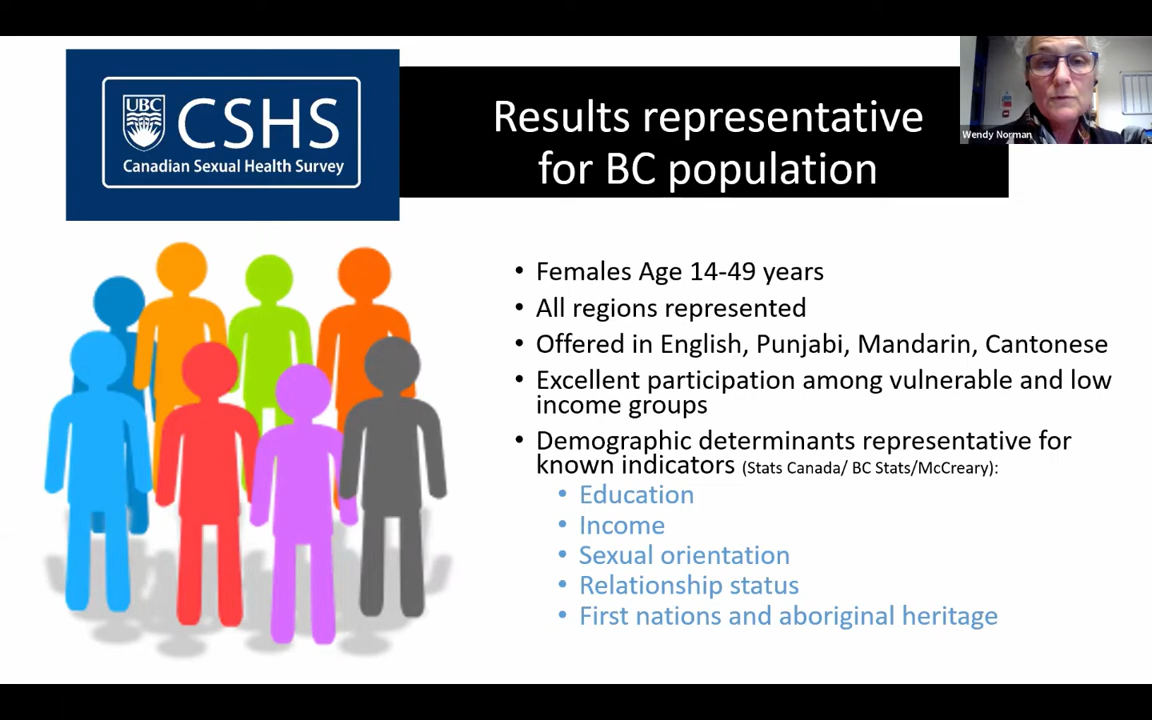 UBC
CSHS
Canadian Sexual Health Survey
Results representative
for BC population
Wendy Norman
• Females Age 14-49 years
• All regions represented
• Offered in English, Punjabi, Mandarin, Cantonese
• Excellent participation among vulnerable and low
income groups
• Demographic determinants representative for
known indicators (Stats Canada/ BC Stats/McCreary):
• Education
• Income
• Sexual orientation
• Relationship status
• First nations and aboriginal heritage